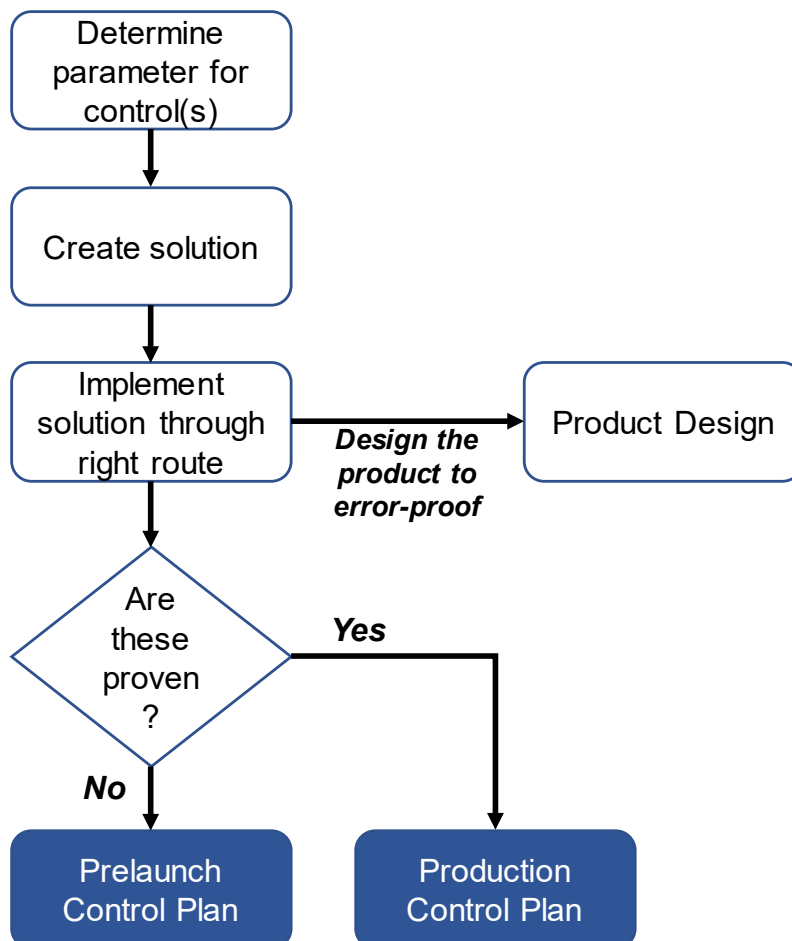 Determine
parameter for
control(s)
Create solution
Implement
solution through
right route
Design the
product to
error-proof
Product Design
Are
these
proven
?
Yes
No
Prelaunch
Control Plan
Production
Control Plan